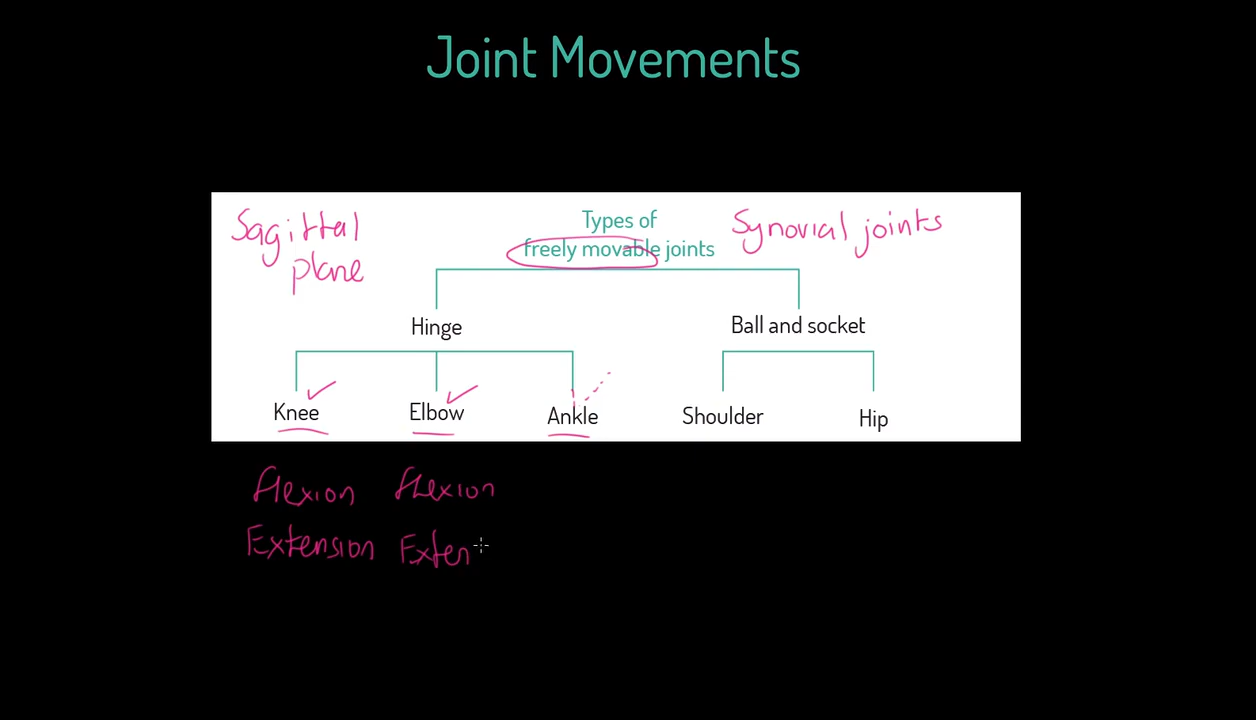 Joint Movements
Sagittal
plane
Types of
freely movable joints
Synovial joints
Hinge
Ball and socket
Knee
Elbow
Ankle
Shoulder
Hip
flexion
flexion
Extension
Exten